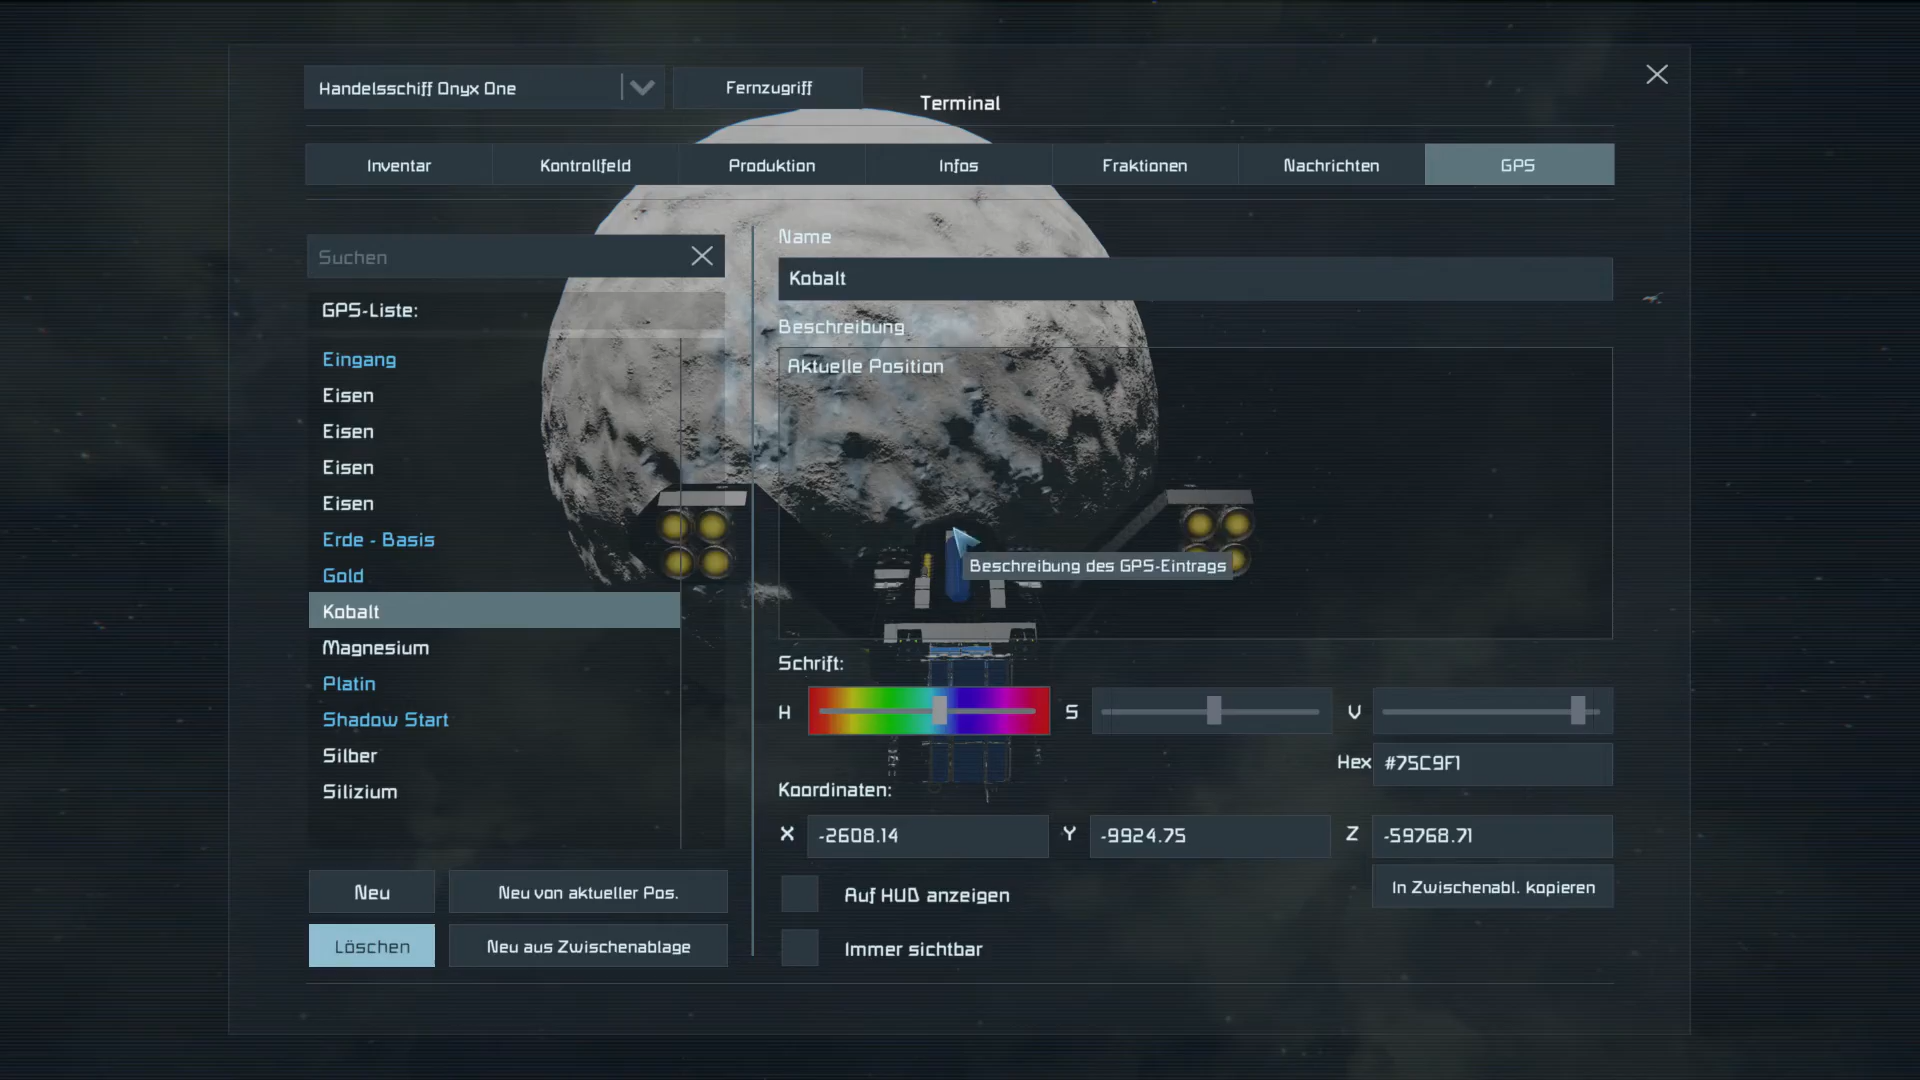 Handelsschiff Onyx One
Fernzugriff
Terminal
Inventar
Kontrollfeld
Produktion
Infos
Fraktionen
Nachrichten
GPS
Suchen
GPS-Liste:
Eingang
Eisen
Eisen
Eisen
Eisen
Erde - Basis
Gold
Kobalt
Magnesium
Platin
Shadow Start
Silber
Silizium
Neu
Neu von aktueller Pos.
Löschen
Neu aus Zwischenablage
Name
Kobalt
Beschreibung
Aktuelle Position
Beschreibung des GPS-Eintrags
Schrift:
H
S
V
Hex #75C9F1
Koordinaten:
X -2608.14
Y -9924.75
Z -59768.71
Auf HUD anzeigen
In Zwischenabl. kopieren
Immer sichtbar